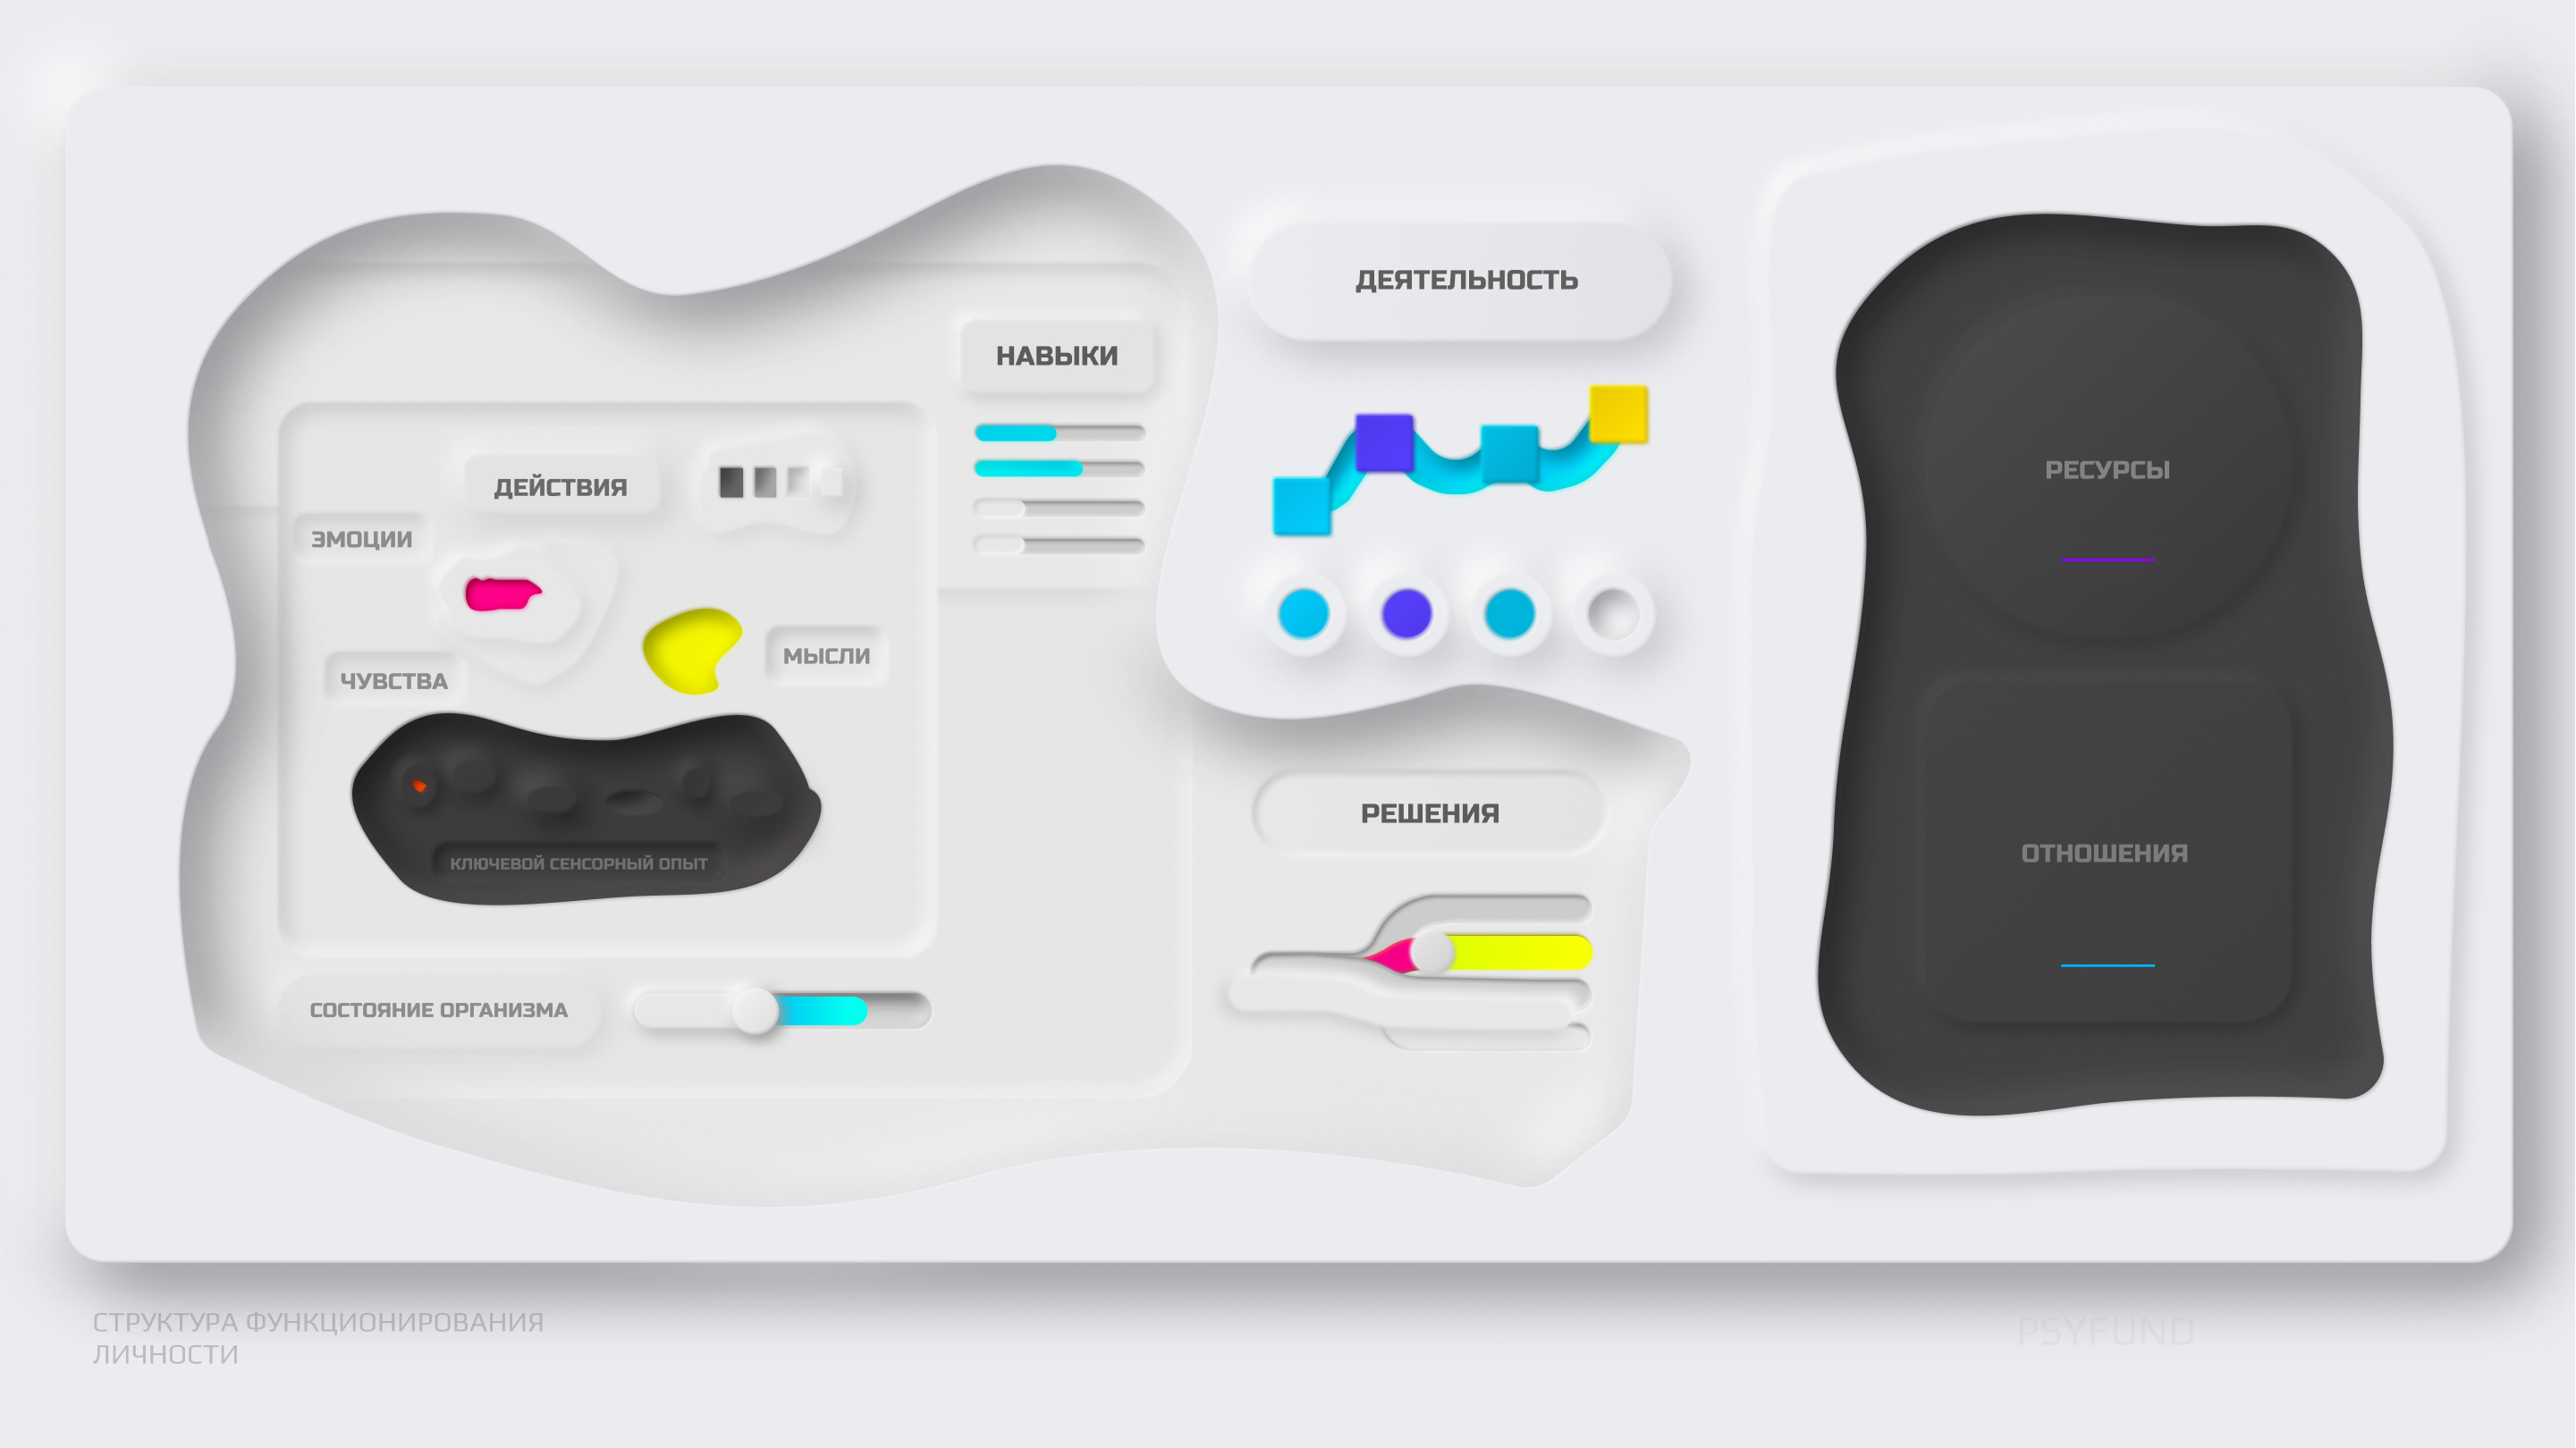 ДЕЯТЕЛЬНОСТЬ
НАВЫКИ
ДЕЙСТВИЯ
ЭМОЦИИ
МЫСЛИ
ЧУВСТВА
КЛЮЧЕВОЙ СЕНСОРНЫЙ ОПЫТ
СОСТОЯНИЕ ОРГАНИЗМА
РЕШЕНИЯ
РЕСУРСЫ
ОТНОШЕНИЯ
СТРУКТУРА ФУНКЦИОНИРОВАНИЯ
ЛИЧНОСТИ
PSYFUND